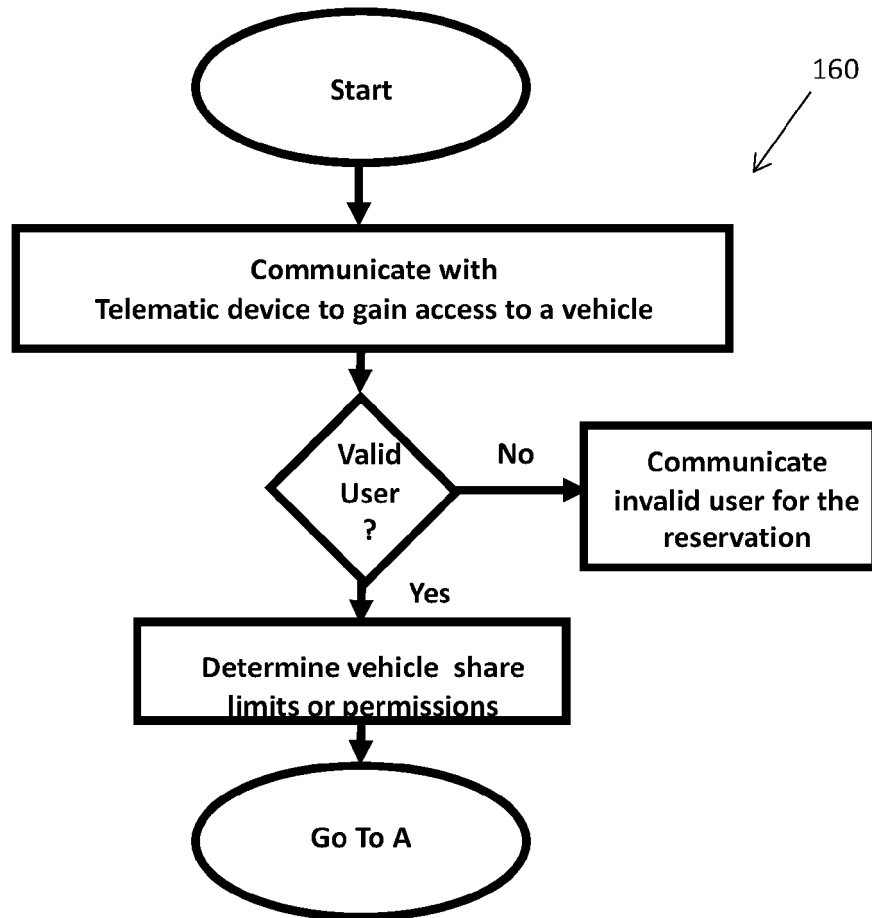 Start
160
Communicate with
Telematic device to gain access to a vehicle
Valid
User
?
No
Communicate
invalid user for the
reservation
Yes
Determine vehicle share
limits or permissions
Go To A